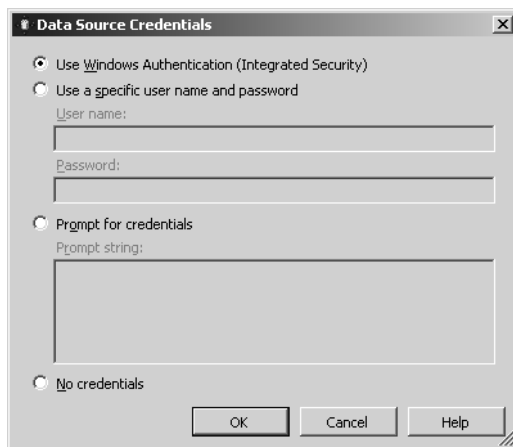 Data Source Credentials
Use Windows Authentication (Integrated Security)
Use a specific user name and password
User name:
Password:
Prompt for credentials
Prompt string:
No credentials
OK Cancel Help